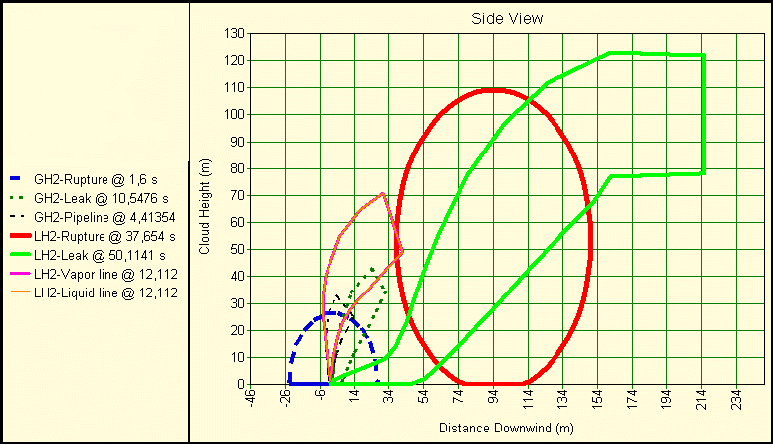 Side View
Cloud Height (m)
130
120
110
100
90
80
70
60
50
40
30
20
10
0
-46 -26 -6 14 34 54 74 94 114 134 154 174 194 214 234
Distance Downwind (m)
GH2-Rupture @ 1,6 s
GH2-Leak @ 10,5476 s
GH2-Pipeline @ 4,41354
LH2-Rupture @ 37,654 s
LH2-Leak @ 50,1141 s
LH2-Vapor line @ 12,112
LH2-Liquid line @ 12,112